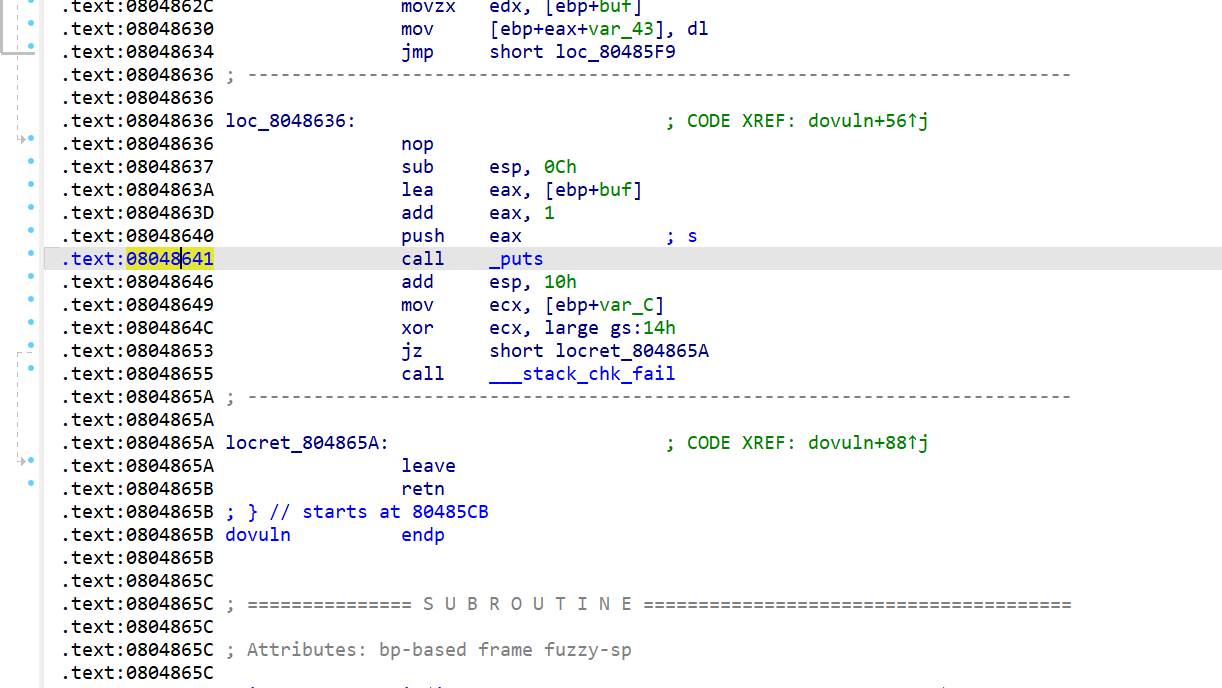 .text:0804862C movzx edx, [ebp+buf]
.text:08048630 mov [ebp+eax+var_43], dl
.text:08048634 jmp short loc_80485F9
.text:08048636 ; ---------------------------------------------------------------------------
.text:08048636
.text:08048636 loc_8048636: ; CODE XREF: dovuln+56↑j
.text:08048636 nop
.text:08048637 sub esp, 0Ch
.text:0804863A lea eax, [ebp+buf]
.text:0804863D add eax, 1
.text:08048640 push eax ; s
.text:08048641 call _puts
.text:08048646 add esp, 10h
.text:08048649 mov ecx, [ebp+var_C]
.text:0804864C xor ecx, large gs:14h
.text:08048653 jz short locret_804865A
.text:08048655 call ___stack_chk_fail
.text:0804865A ; ---------------------------------------------------------------------------
.text:0804865A
.text:0804865A locret_804865A: ; CODE XREF: dovuln+88↑j
.text:0804865A leave
.text:0804865B retn
.text:0804865B ; } // starts at 80485CB
.text:0804865B dovuln endp
.text:0804865B
.text:0804865C
.text:0804865C ; =============== S U B R O U T I N E =======================================
.text:0804865C
.text:0804865C ; Attributes: bp-based frame fuzzy-sp
.text:0804865C